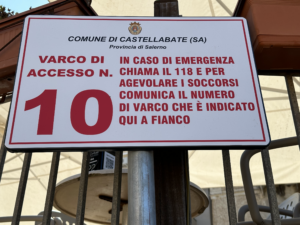 COMUNE DI CASTELLABATE (SA)
Provincia di Salerno
VARCO DI
ACCESSO N.
10
IN CASO DI EMERGENZA
CHIAMA IL 118 E PER
AGEVOLARE I SOCCORSI
COMUNICA IL NUMERO
DI VARCO CHE È INDICATO
QUI A FIANCO